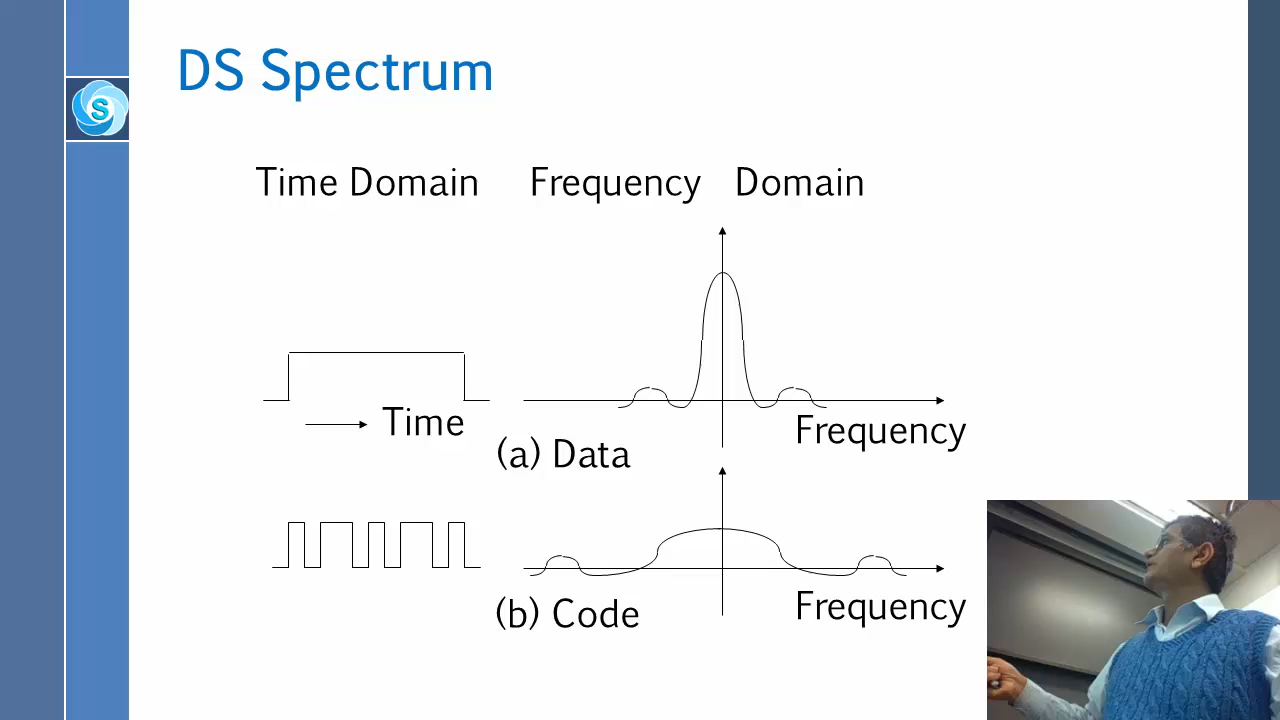 DS Spectrum
S
Time Domain
Frequency Domain
Time
Frequency
(a) Data
Frequency
(b) Code